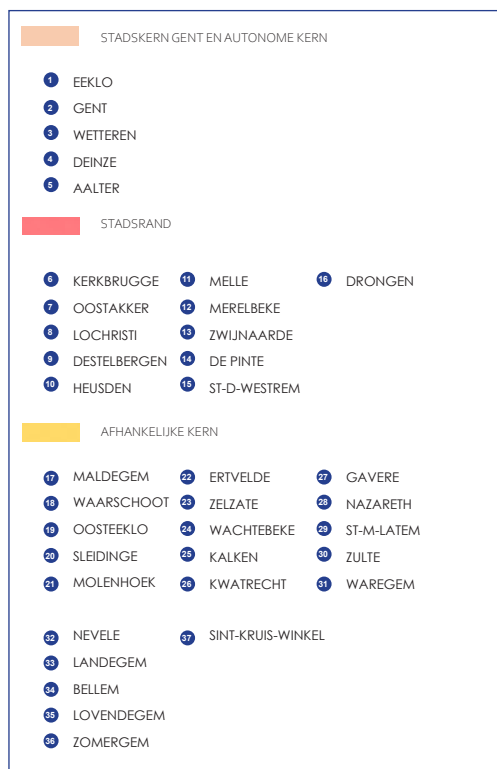 STADSKERN GENT EN AUTONOME KERN
1 EEKLO
2 GENT
3 WETTEREN
4 DEINZE
5 AALTER
STADSRAND
6 KERKBRUGGE 11 MELLE 16 DRONGEN
7 OOSTAKKER 12 MERELBEKE
8 LOCHRISTI 13 ZWIJNAARDE
9 DESTELBERGEN 14 DE PINTE
10 HEUSDEN 15 ST-D-WESTREM
AFHANKELIJKE KERN
17 MALDEGEM 22 ERTVELDE 27 GAVERE
18 WAARSCHOOT 23 ZELZATE 28 NAZARETH
19 OOSTEEKLO 24 WACHTEBEKE 29 ST-M-LATEM
20 SLEIDINGE 25 KALKEN 30 ZULTE
21 MOLENHOEK 26 KWATRECHT 31 WAREGEM
32 NEVELE 37 SINT-KRUIS-WINKEL
33 LANDEGEM
34 BELLEM
35 LOVENDEGEM
36 ZOMERGEM